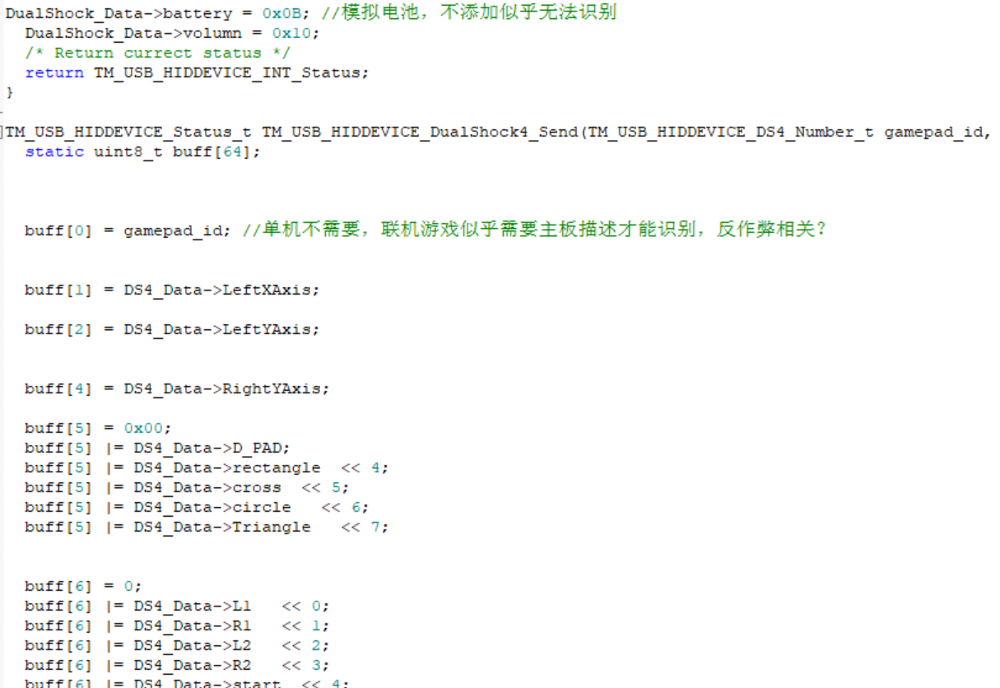 DualShock_Data->battery = 0x0B; //模拟电池，不添加似乎无法识别
DualShock_Data->volumn = 0x10;
/* Return currect status */
return TM_USB_HIDDEVICE_INT_Status;
}
TM_USB_HIDDEVICE_Status_t TM_USB_HIDDEVICE_DualShock4_Send(TM_USB_HIDDEVICE_DS4_Number_t gamepad_id,
static uint8_t buff[64];
buff[0] = gamepad_id; //单机不需要，联机游戏似乎需要主板描述才能识别，反作弊相关？
buff[1] = DS4_Data->LeftXAxis;
buff[2] = DS4_Data->LeftYAxis;
buff[4] = DS4_Data->RightYAxis;
buff[5] = 0x00;
buff[5] |= DS4_Data->D_PAD;
buff[5] |= DS4_Data->rectangle << 4;
buff[5] |= DS4_Data->cross << 5;
buff[5] |= DS4_Data->circle << 6;
buff[5] |= DS4_Data->Triangle << 7;
buff[6] = 0;
buff[6] |= DS4_Data->L1 << 0;
buff[6] |= DS4_Data->R1 << 1;
buff[6] |= DS4_Data->L2 << 2;
buff[6] |= DS4_Data->R2 << 3;
buff[6] |= DS4_Data->start << 4;